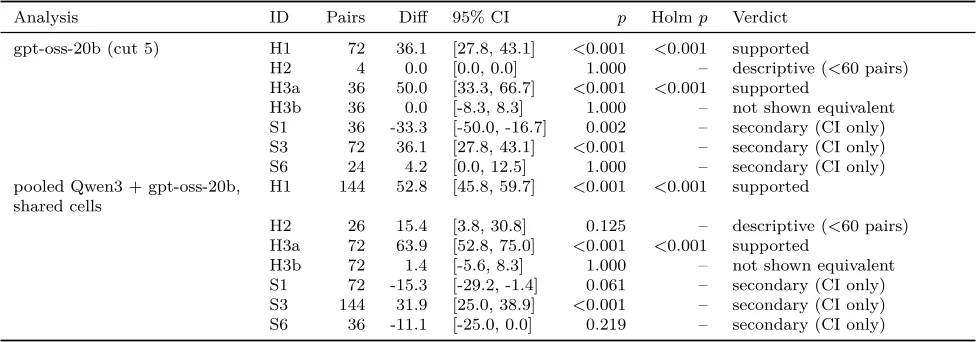 Analysis ID Pairs Diff 95% CI p Holm p Verdict
gpt-oss-20b (cut 5) H1 72 36.1 [27.8, 43.1] <0.001 <0.001 supported
H2 4 0.0 [0.0, 0.0] 1.000 – descriptive (<60 pairs)
H3a 36 50.0 [33.3, 66.7] <0.001 <0.001 supported
H3b 36 0.0 [-8.3, 8.3] 1.000 – not shown equivalent
S1 36 -33.3 [-50.0, -16.7] 0.002 – secondary (CI only)
S3 72 36.1 [27.8, 43.1] <0.001 – secondary (CI only)
S6 24 4.2 [0.0, 12.5] 1.000 – secondary (CI only)
pooled Qwen3 + gpt-oss-20b, H1 144 52.8 [45.8, 59.7] <0.001 <0.001 supported
shared cells
H2 26 15.4 [3.8, 30.8] 0.125 – descriptive (<60 pairs)
H3a 72 63.9 [52.8, 75.0] <0.001 <0.001 supported
H3b 72 1.4 [-5.6, 8.3] 1.000 – not shown equivalent
S1 72 -15.3 [-29.2, -1.4] 0.061 – secondary (CI only)
S3 144 31.9 [25.0, 38.9] <0.001 – secondary (CI only)
S6 36 -11.1 [-25.0, 0.0] 0.219 – secondary (CI only)